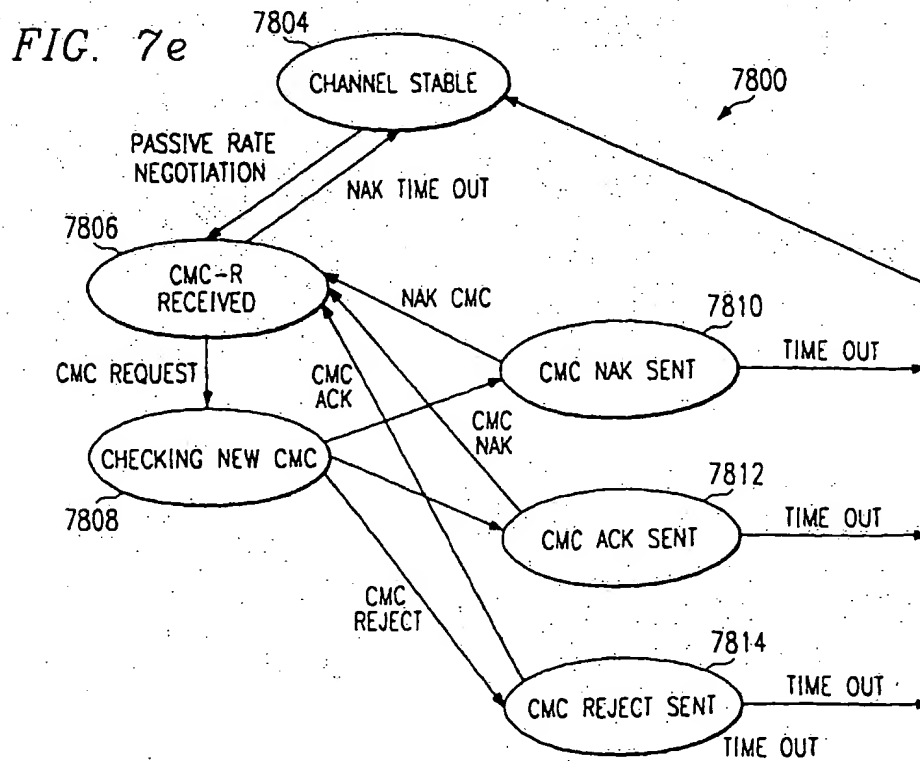 FIG. 7e
7804
CHANNEL STABLE
7800
PASSIVE RATE
NEGOTIATION
NAK TIME OUT
7806
CMC-R
RECEIVED
NAK CMC
7810
CMC NAK SENT
TIME OUT
CMC REQUEST
CMC
ACK
CMC
NAK
CHECKING NEW CMC
7808
7812
CMC ACK SENT
TIME OUT
CMC
REJECT
7814
CMC REJECT SENT
TIME OUT
TIME OUT